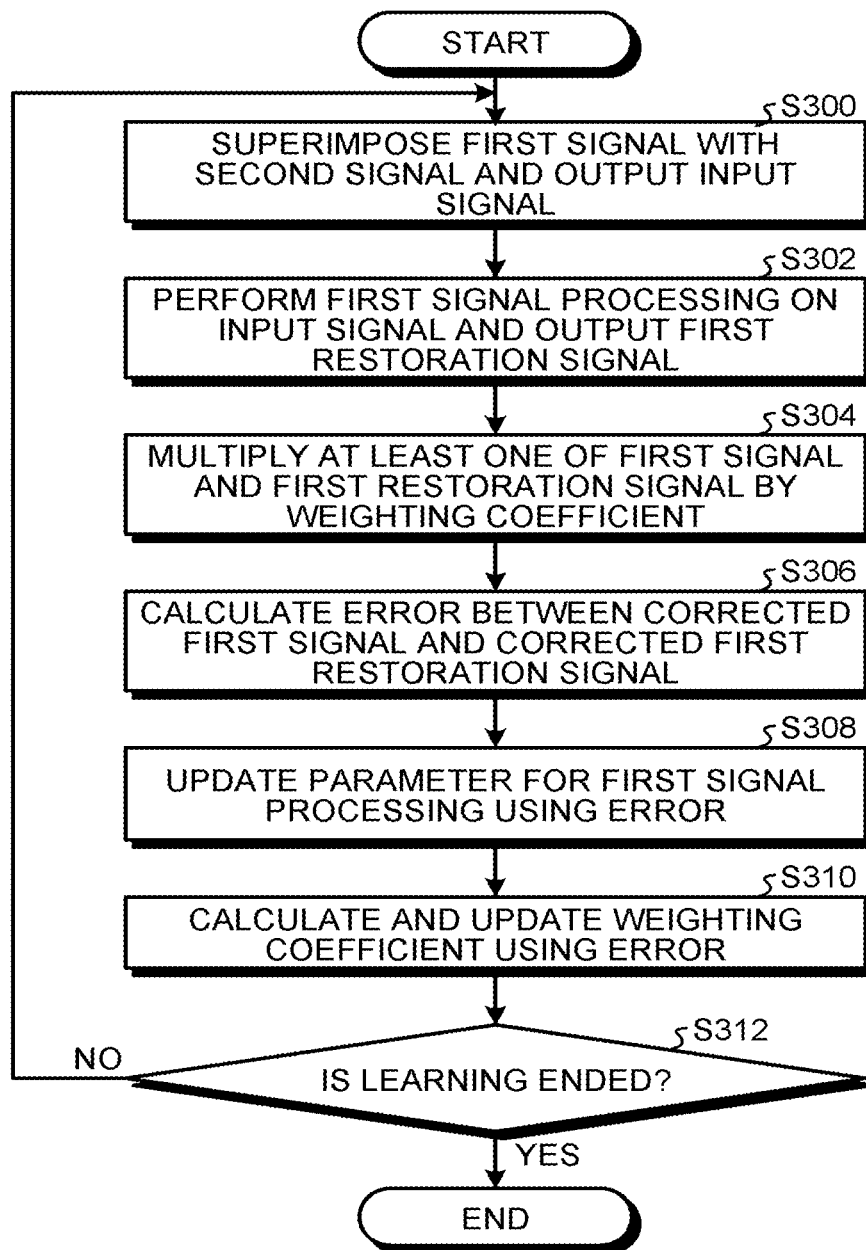 START
S300
SUPERIMPOSE FIRST SIGNAL WITH
SECOND SIGNAL AND OUTPUT INPUT
SIGNAL
S302
PERFORM FIRST SIGNAL PROCESSING ON
INPUT SIGNAL AND OUTPUT FIRST
RESTORATION SIGNAL
S304
MULTIPLY AT LEAST ONE OF FIRST SIGNAL
AND FIRST RESTORATION SIGNAL BY
WEIGHTING COEFFICIENT
S306
CALCULATE ERROR BETWEEN CORRECTED
FIRST SIGNAL AND CORRECTED FIRST
RESTORATION SIGNAL
S308
UPDATE PARAMETER FOR FIRST SIGNAL
PROCESSING USING ERROR
S310
CALCULATE AND UPDATE WEIGHTING
COEFFICIENT USING ERROR
S312
NO
IS LEARNING ENDED?
YES
END